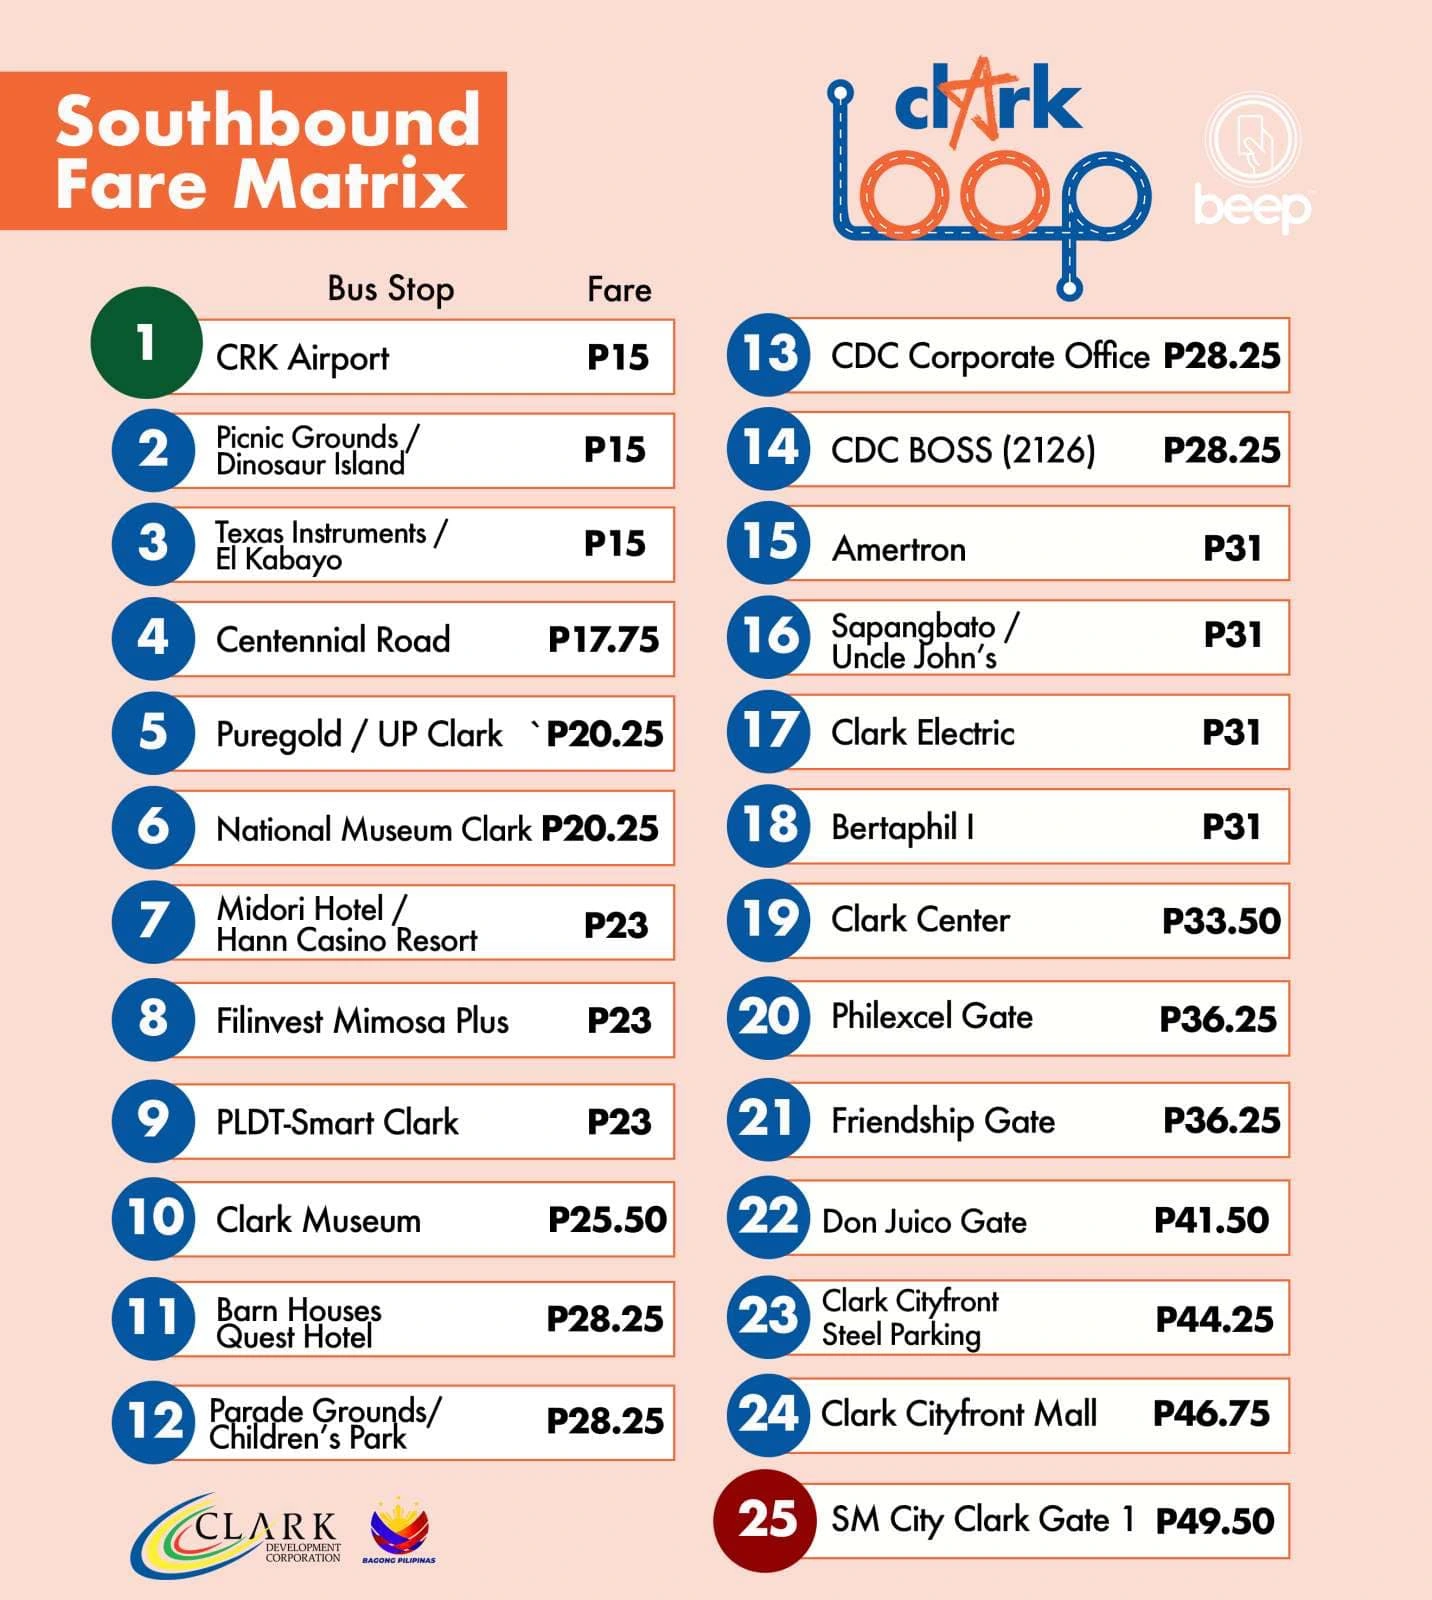 Southbound
Fare Matrix
clArk
loop
beep
Bus Stop Fare
1 CRK Airport P15
2 Picnic Grounds /
Dinosaur Island P15
3 Texas Instruments /
El Kabayo P15
4 Centennial Road P17.75
5 Puregold / UP Clark `P20.25
6 National Museum Clark P20.25
7 Midori Hotel /
Hann Casino Resort P23
8 Filinvest Mimosa Plus P23
9 PLDT-Smart Clark P23
10 Clark Museum P25.50
11 Barn Houses
Quest Hotel P28.25
12 Parade Grounds/
Children's Park P28.25
13 CDC Corporate Office P28.25
14 CDC BOSS (2126) P28.25
15 Amertron P31
16 Sapangbato /
Uncle John's P31
17 Clark Electric P31
18 Bertaphil I P31
19 Clark Center P33.50
20 Philexcel Gate P36.25
21 Friendship Gate P36.25
22 Don Juico Gate P41.50
23 Clark Cityfront
Steel Parking P44.25
24 Clark Cityfront Mall P46.75
25 SM City Clark Gate 1 P49.50
CLARK
DEVELOPMENT
CORPORATION
BAGONG PILIPINAS